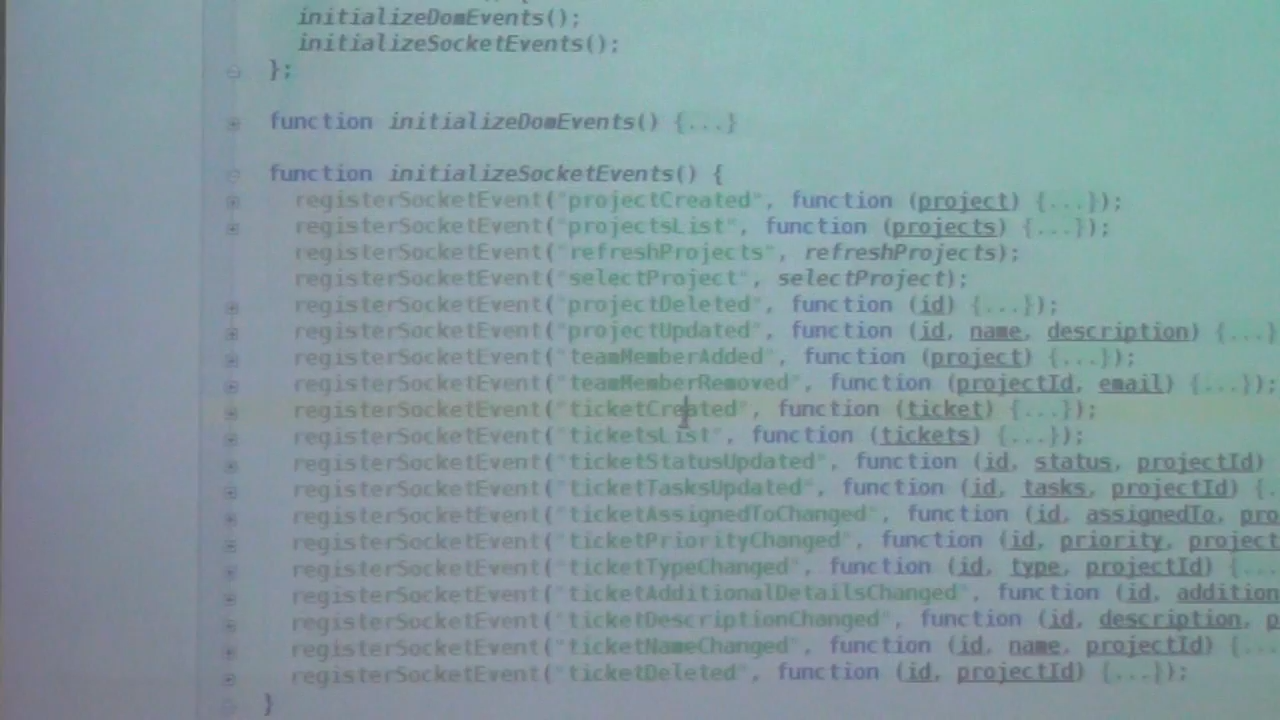 initializeDomEvents();
initializeSocketEvents();
};
function initializeDomEvents() {...}
function initializeSocketEvents() {
registerSocketEvent("projectCreated", function (project) {...});
registerSocketEvent("projectsList", function (projects) {...});
registerSocketEvent("refreshProjects", refreshProjects);
registerSocketEvent("selectProject", selectProject);
registerSocketEvent("projectDeleted", function (id) {...});
registerSocketEvent("projectUpdated", function (id, name, description) {...}
registerSocketEvent("teamMemberAdded", function (project) {...});
registerSocketEvent("teamMemberRemoved", function (projectId, email) {...});
registerSocketEvent("ticketCreated", function (ticket) {...});
registerSocketEvent("ticketsList", function (tickets) {...});
registerSocketEvent("ticketStatusUpdated", function (id, status, projectId)
registerSocketEvent("ticketTasksUpdated", function (id, tasks, projectId) {.
registerSocketEvent("ticketAssignedToChanged", function (id, assignedTo, pro
registerSocketEvent("ticketPriorityChanged", function (id, priority, project
registerSocketEvent("ticketTypeChanged", function (id, type, projectId) {...
registerSocketEvent("ticketAdditionalDetailsChanged", function (id, addition
registerSocketEvent("ticketDescriptionChanged", function (id, description, p
registerSocketEvent("ticketNameChanged", function (id, name, projectId) {...
registerSocketEvent("ticketDeleted", function (id, projectId) {...});
}